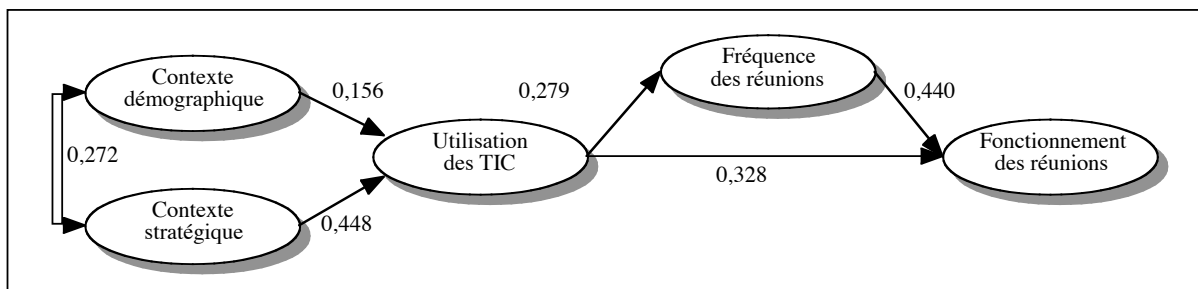 Contexte
démographique
0,156
0,272
Contexte
stratégique
0,448
Utilisation
des TIC
0,279
Fréquence
des réunions
0,440
0,328
Fonctionnement
des réunions